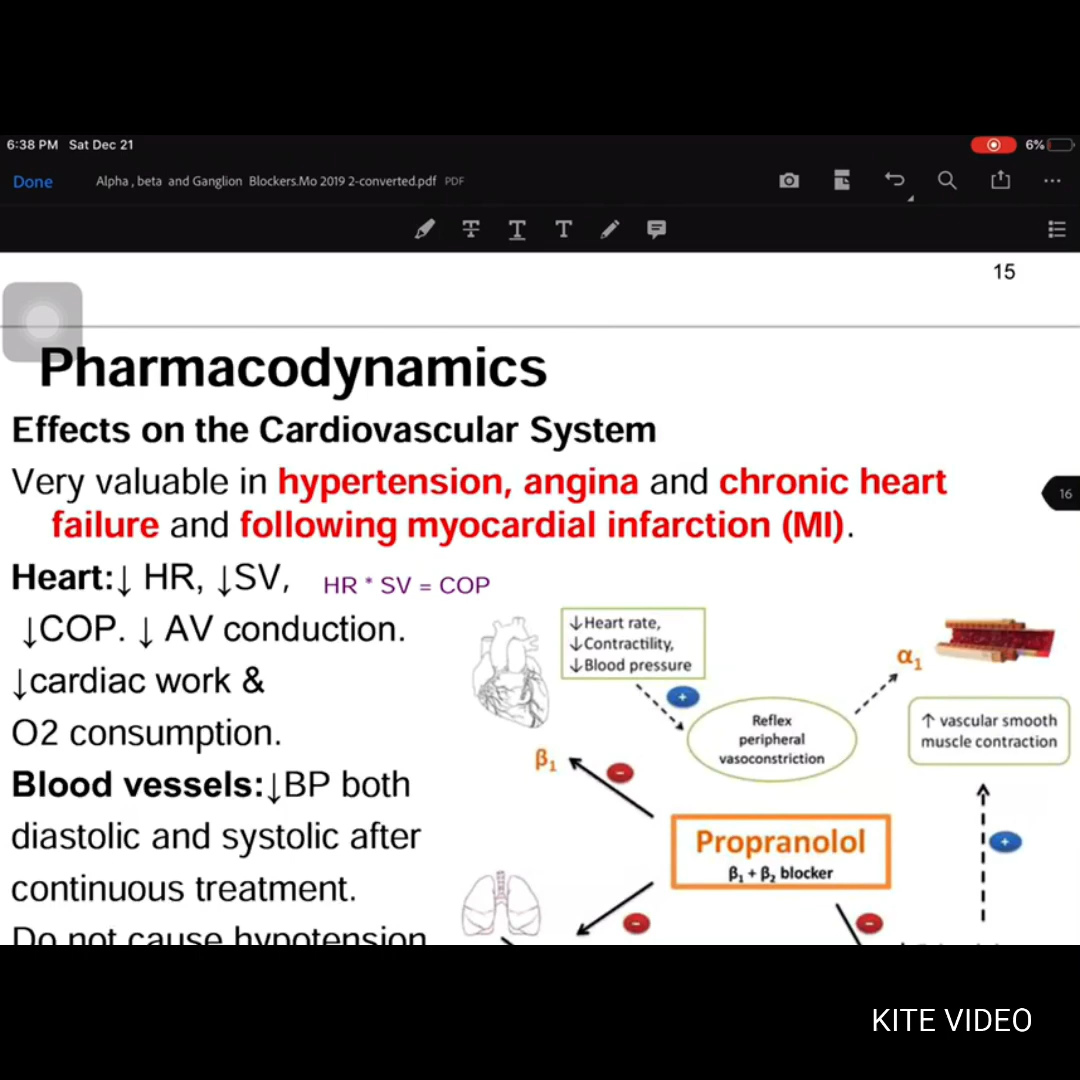 6:38 PM Sat Dec 21
6%
Done
Alpha , beta and Ganglion Blockers.Mo 2019 2-converted.pdf PDF
15
Pharmacodynamics
Effects on the Cardiovascular System
Very valuable in hypertension, angina and chronic heart
failure and following myocardial infarction (MI).
16
Heart:↓ HR, ↓SV, HR * SV = COP
↓COP. ↓ AV conduction.
↓cardiac work &
O2 consumption.
Blood vessels:↓BP both
diastolic and systolic after
continuous treatment.
Do not cause hypotension
↓Heart rate,
↓Contractility,
↓Blood pressure
+
Reflex
peripheral
vasoconstriction
α1
↑ vascular smooth
muscle contraction
β1
-
+
Propranolol
β1 + β2 blocker
-
-
KITE VIDEO